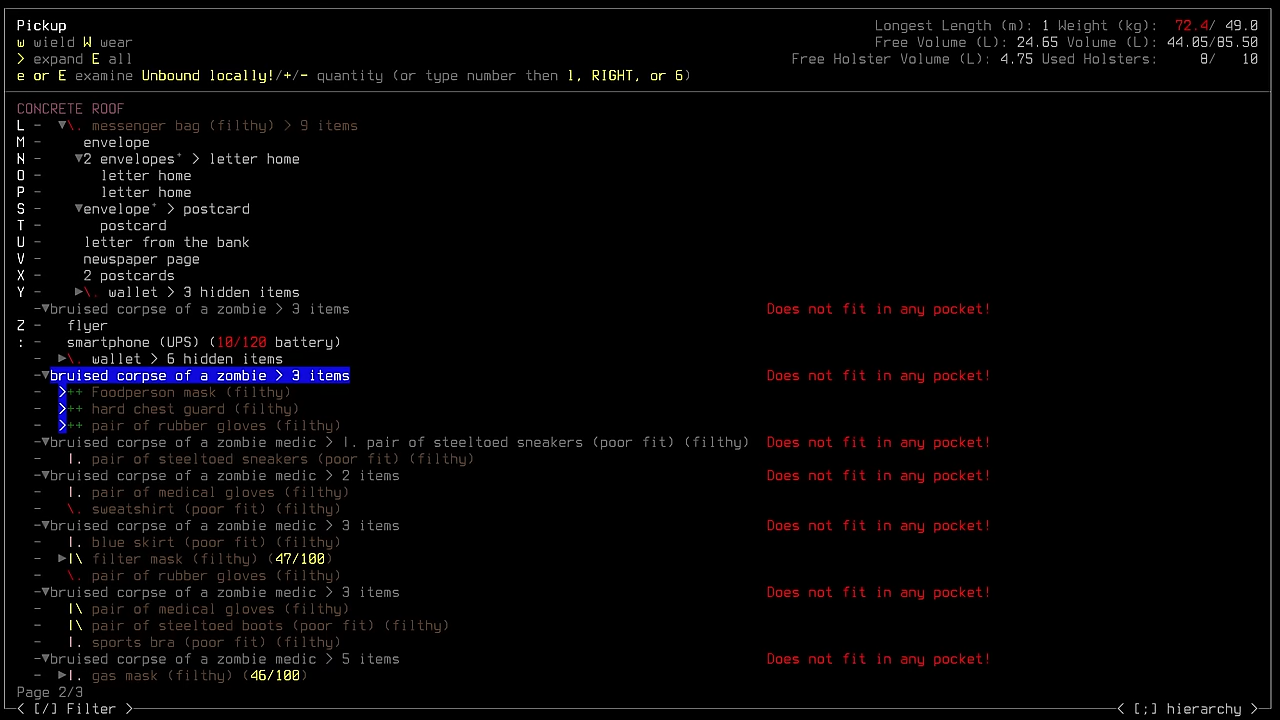 Pickup Longest Length (m): 1 Weight (kg): 72.4/ 49.0
w wield W wear Free Volume (L): 24.65 Volume (L): 44.05/85.50
> expand E all Free Holster Volume (L): 4.75 Used Holsters: 8/ 10
e or E examine Unbound locally!/+/- quantity (or type number then l, RIGHT, or 6)
CONCRETE ROOF
L - ▼\. messenger bag (filthy) > 9 items
M - envelope
N - ▼2 envelopes⁺ > letter home
O - letter home
P - letter home
S - ▼envelope⁺ > postcard
T - postcard
U - letter from the bank
V - newspaper page
X - 2 postcards
Y - ▶\. wallet > 3 hidden items
-▼bruised corpse of a zombie > 3 items Does not fit in any pocket!
Z - flyer
: - smartphone (UPS) (10/120 battery)
- ▶\. wallet > 6 hidden items
-▼bruised corpse of a zombie > 3 items Does not fit in any pocket!
- >++ Foodperson mask (filthy)
- >++ hard chest guard (filthy)
- >++ pair of rubber gloves (filthy)
-▼bruised corpse of a zombie medic > |. pair of steeltoed sneakers (poor fit) (filthy) Does not fit in any pocket!
- |. pair of steeltoed sneakers (poor fit) (filthy)
-▼bruised corpse of a zombie medic > 2 items Does not fit in any pocket!
- |. pair of medical gloves (filthy)
- \. sweatshirt (poor fit) (filthy)
-▼bruised corpse of a zombie medic > 3 items Does not fit in any pocket!
- |. blue skirt (poor fit) (filthy)
- ▶|\ filter mask (filthy) (47/100)
- \. pair of rubber gloves (filthy)
-▼bruised corpse of a zombie medic > 3 items Does not fit in any pocket!
- |\ pair of medical gloves (filthy)
- |\ pair of steeltoed boots (poor fit) (filthy)
- |. sports bra (poor fit) (filthy)
-▼bruised corpse of a zombie medic > 5 items Does not fit in any pocket!
- ▶|. gas mask (filthy) (46/100)
Page 2/3
< [/] Filter > < [;] hierarchy >